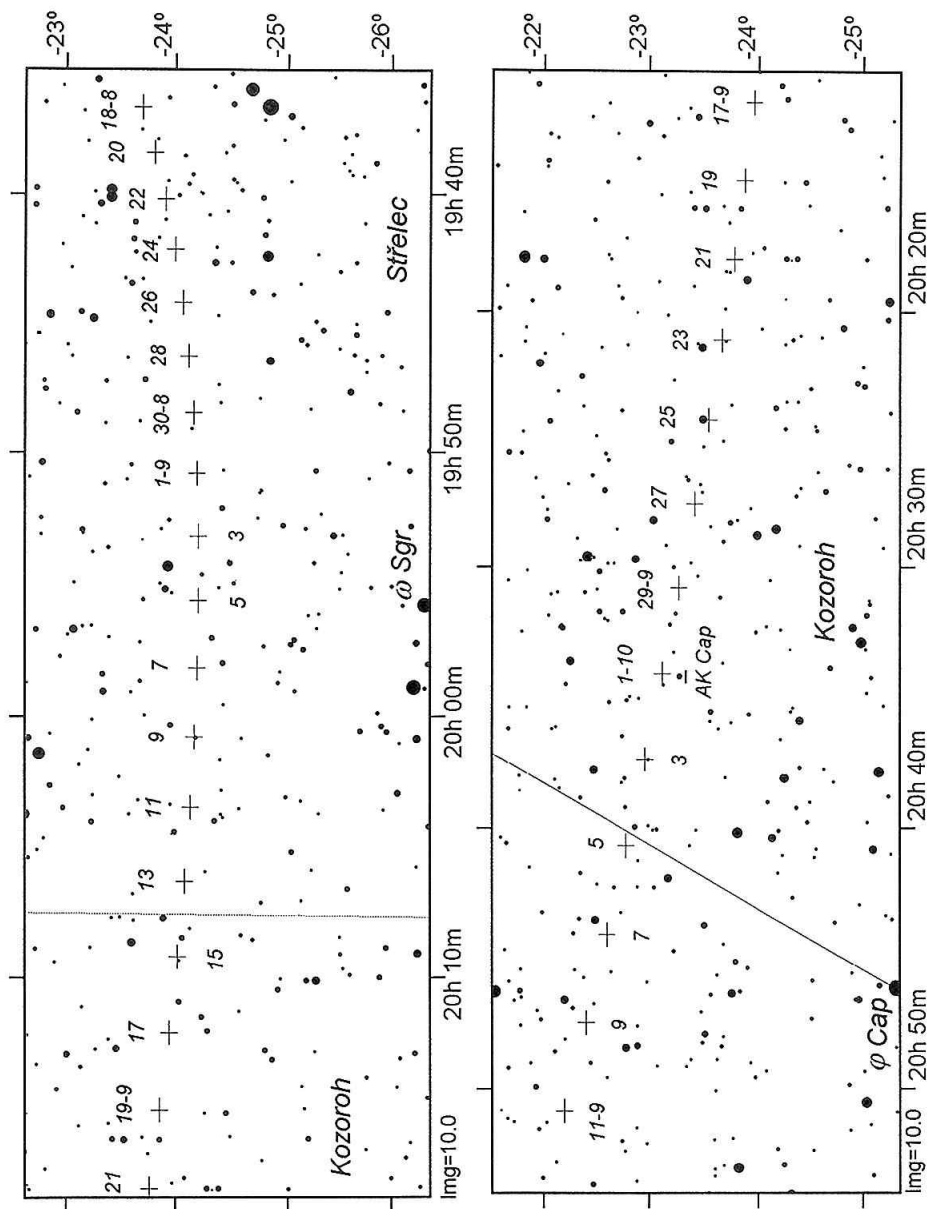 -23
21 19-9 17 15 13 11 9 7 5 3 1-9 30-8 28 26 24 22 20 18-8
-24
-25
-26
Kozoroh ω Sgr Střelec
lmg=10.0 20h 10m 20h 00m 19h 50m 19h 40m
-22
11-9 9 7 5 3 1-10 29-9 27 25 23 21 19 17-9
-23
AK Cap
-24
-25
φ Cap Kozoroh
lmg=10.0 20h 50m 20h 40m 20h 30m 20h 20m